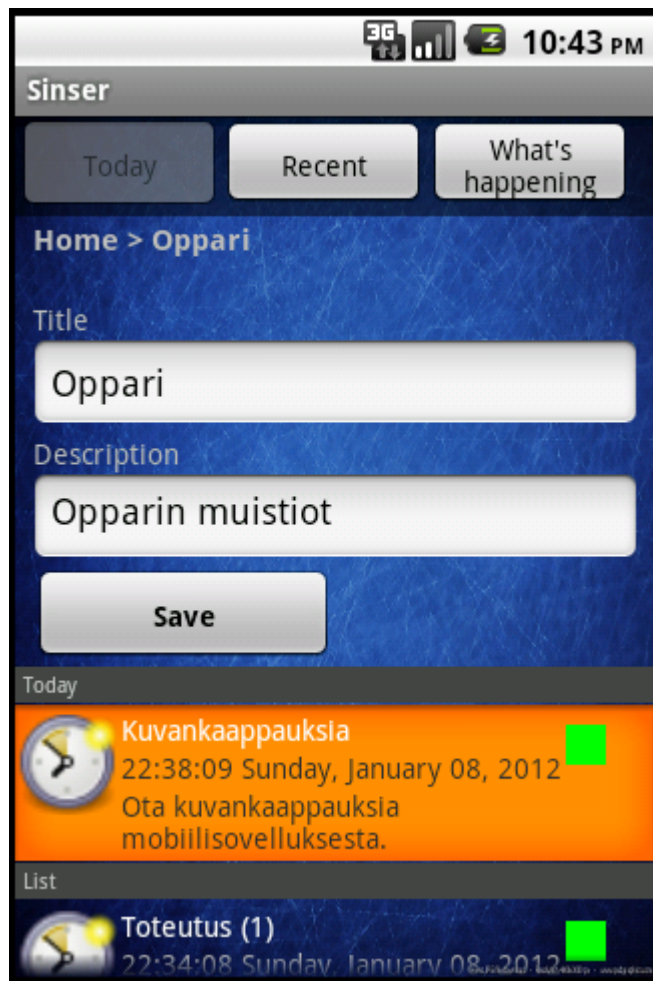 3G 10:43 PM
Sinser
Today Recent What's happening
Home > Oppari
Title
Oppari
Description
Opparin muistiot
Save
Today
Kuvankaappauksia
22:38:09 Sunday, January 08, 2012
Ota kuvankaappauksia
mobiilisovelluksesta.
List
Toteutus (1)
22:34:08 Sunday, January 08, 2012